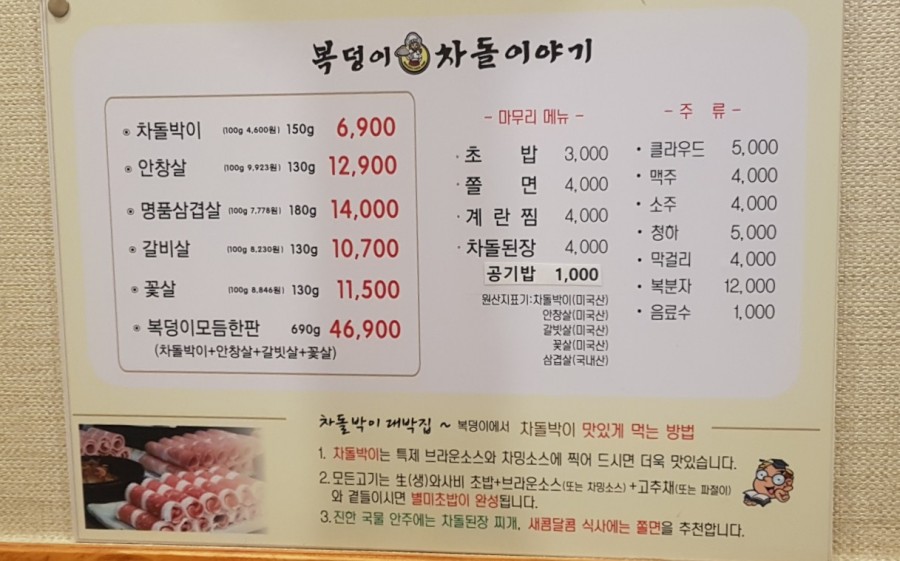 복덩이 차돌이야기
차돌박이 (100g 4,600원) 150g 6,900
안창살 (100g 9,923원) 130g 12,900
명품삼겹살 (100g 7,778원) 180g 14,000
갈비살 (100g 8,230원) 130g 10,700
꽃살 (100g 8,846원) 130g 11,500
복덩이모듬한판 690g 46,900
(차돌박이+안창살+갈빗살+꽃살)
- 마무리 메뉴 -
초 밥 3,000
쫄 면 4,000
계 란 찜 4,000
차돌된장 4,000
공기밥 1,000
원산지표기:차돌박이(미국산)
안창살(미국산)
갈빗살(미국산)
꽃살(미국산)
삼겹살(국내산)
- 주 류 -
클라우드 5,000
맥주 4,000
소주 4,000
청하 5,000
막걸리 4,000
복분자 12,000
음료수 1,000
차돌박이 대박집 ~ 복덩이에서 차돌박이 맛있게 먹는 방법
1. 차돌박이는 특제 브라운소스와 차밍소스에 찍어 드시면 더욱 맛있습니다.
2. 모든고기는 生(생)와사비 초밥+브라운소스(또는 차밍소스)+고추채(또는 파절이)
와 곁들이시면 별미초밥이 완성됩니다.
3. 진한 국물 안주에는 차돌된장 찌개, 새콤달콤 식사에는 쫄면을 추천합니다.